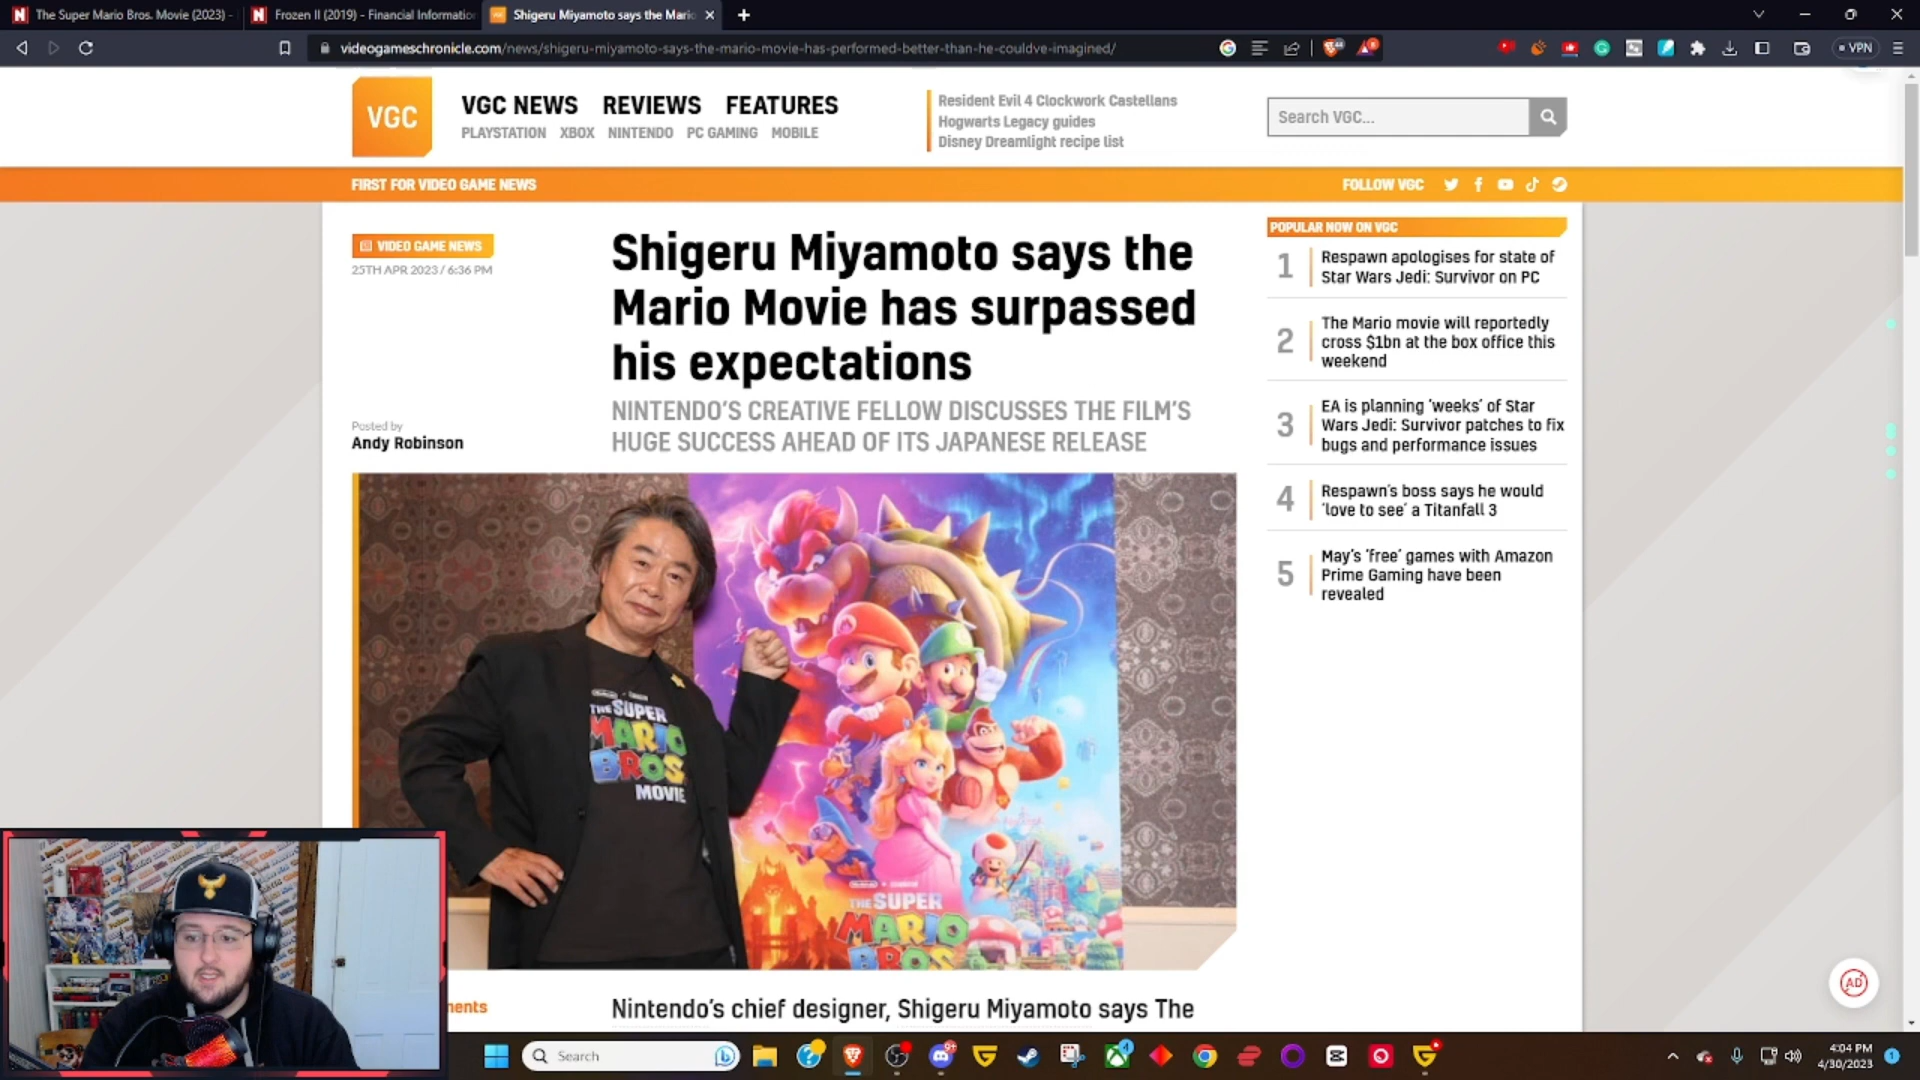 The Super Mario Bros. Movie (2023) -
Frozen II (2019) - Financial Informatio
Shigeru Miyamoto says the Mario
videogameschronicle.com/news/shigeru-miyamoto-says-the-mario-movie-has-performed-better-than-he-couldve-imagined/
VPN
VGC
VGC NEWS REVIEWS FEATURES
PLAYSTATION XBOX NINTENDO PC GAMING MOBILE
Resident Evil 4 Clockwork Castellans
Hogwarts Legacy guides
Disney Dreamlight recipe list
Search VGC...
FIRST FOR VIDEO GAME NEWS
FOLLOW VGC
VIDEO GAME NEWS
25TH APR 2023 / 6:36 PM
Shigeru Miyamoto says the
Mario Movie has surpassed
his expectations
NINTENDO'S CREATIVE FELLOW DISCUSSES THE FILM'S
HUGE SUCCESS AHEAD OF ITS JAPANESE RELEASE
Posted by
Andy Robinson
POPULAR NOW ON VGC
1
Respawn apologises for state of
Star Wars Jedi: Survivor on PC
2
The Mario movie will reportedly
cross $1bn at the box office this
weekend
3
EA is planning 'weeks' of Star
Wars Jedi: Survivor patches to fix
bugs and performance issues
4
Respawn's boss says he would
'love to see' a Titanfall 3
5
May's 'free' games with Amazon
Prime Gaming have been
revealed
THE SUPER
MARIO
BROS
MOVIE
THE SUPER
MARIO
BROS
AD
nents
Nintendo's chief designer, Shigeru Miyamoto says The
Search
4:04 PM
4/30/2023